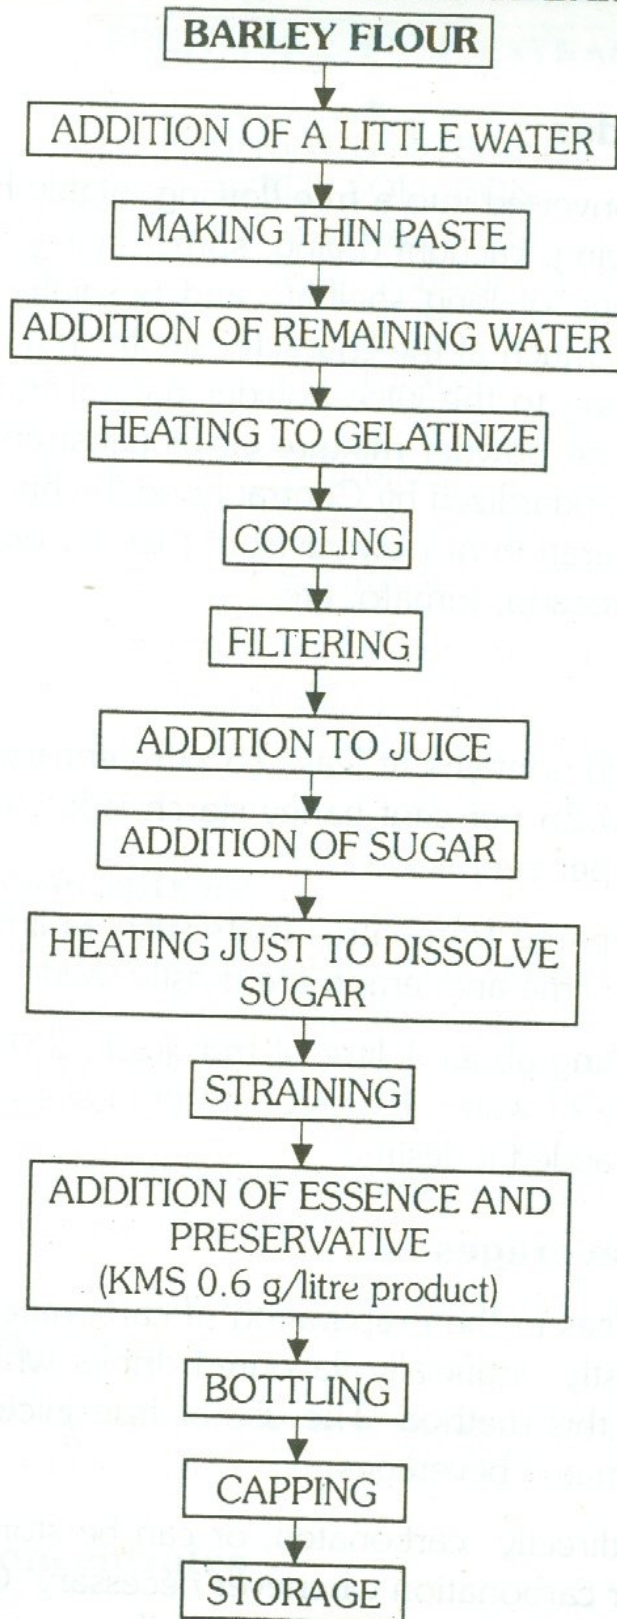 BARLEY FLOUR
ADDITION OF A LITTLE WATER
MAKING THIN PASTE
ADDITION OF REMAINING WATER
HEATING TO GELATINIZE
COOLING
FILTERING
ADDITION TO JUICE
ADDITION OF SUGAR
HEATING JUST TO DISSOLVE
SUGAR
STRAINING
ADDITION OF ESSENCE AND
PRESERVATIVE
(KMS 0.6 g/litre product)
BOTTLING
CAPPING
STORAGE